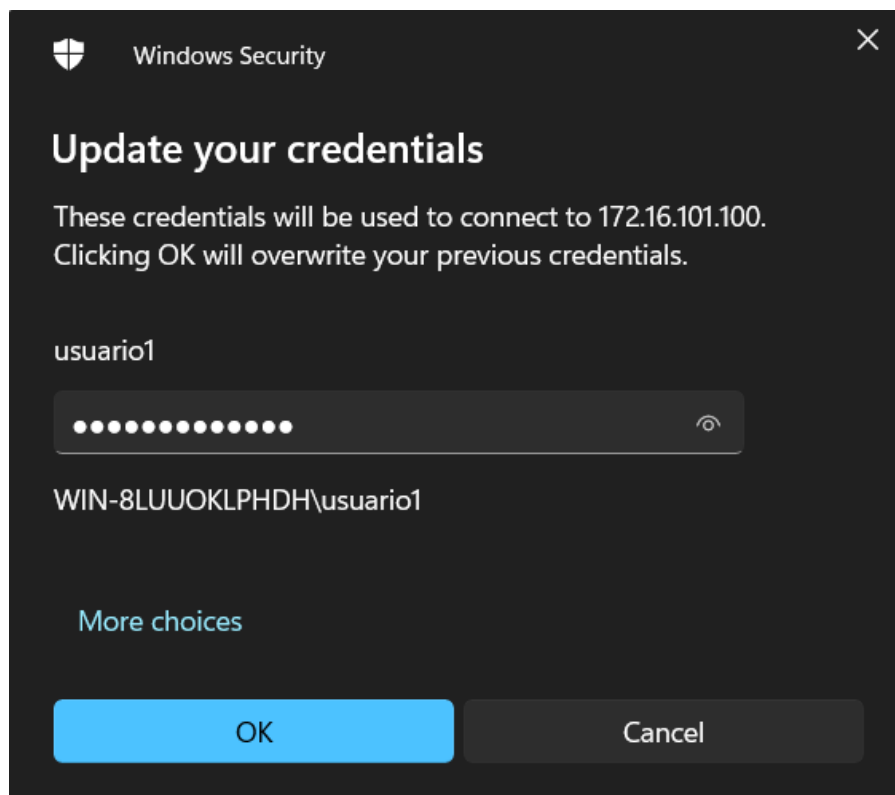 Windows Security
Update your credentials
These credentials will be used to connect to 172.16.101.100.
Clicking OK will overwrite your previous credentials.
usuario1
WIN-8LUUOKLPHDH\usuario1
More choices
OK
Cancel